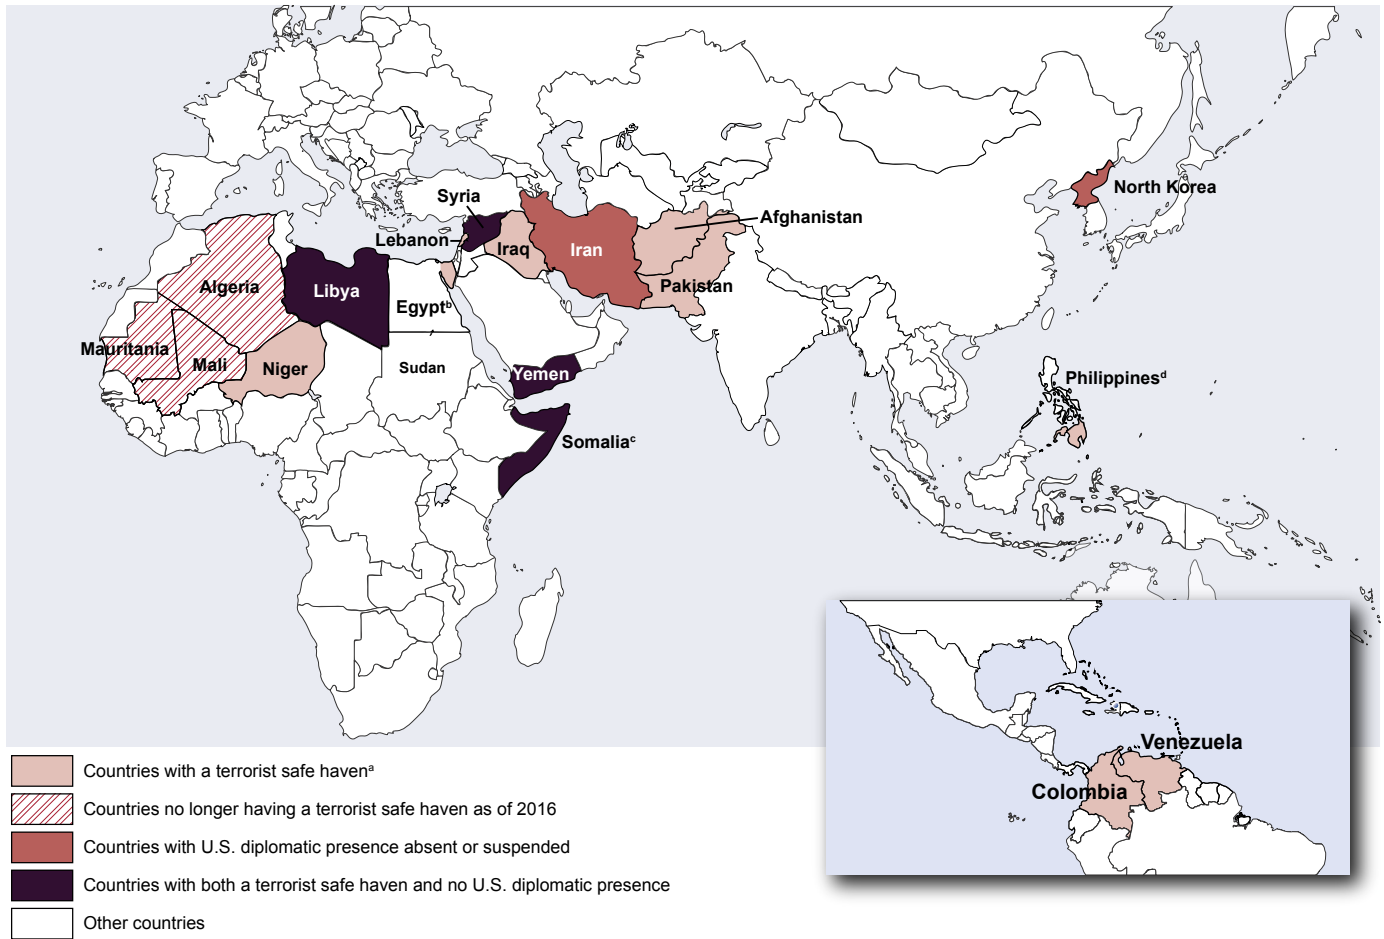 North Korea
Syria
Afghanistan
Lebanon
Iraq
Iran
Algeria
Libya
Pakistan
Egyptᵇ
Mauritania
Mali
Niger
Sudan
Yemen
Philippinesᵈ
Somaliaᶜ
Venezuela
Colombia
Countries with a terrorist safe havenᵃ
Countries no longer having a terrorist safe haven as of 2016
Countries with U.S. diplomatic presence absent or suspended
Countries with both a terrorist safe haven and no U.S. diplomatic presence
Other countries